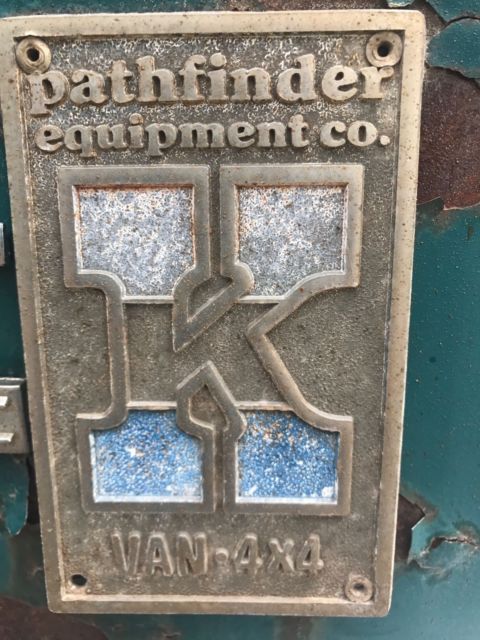 pathfinder
equipment co.
K
VAN·4x4